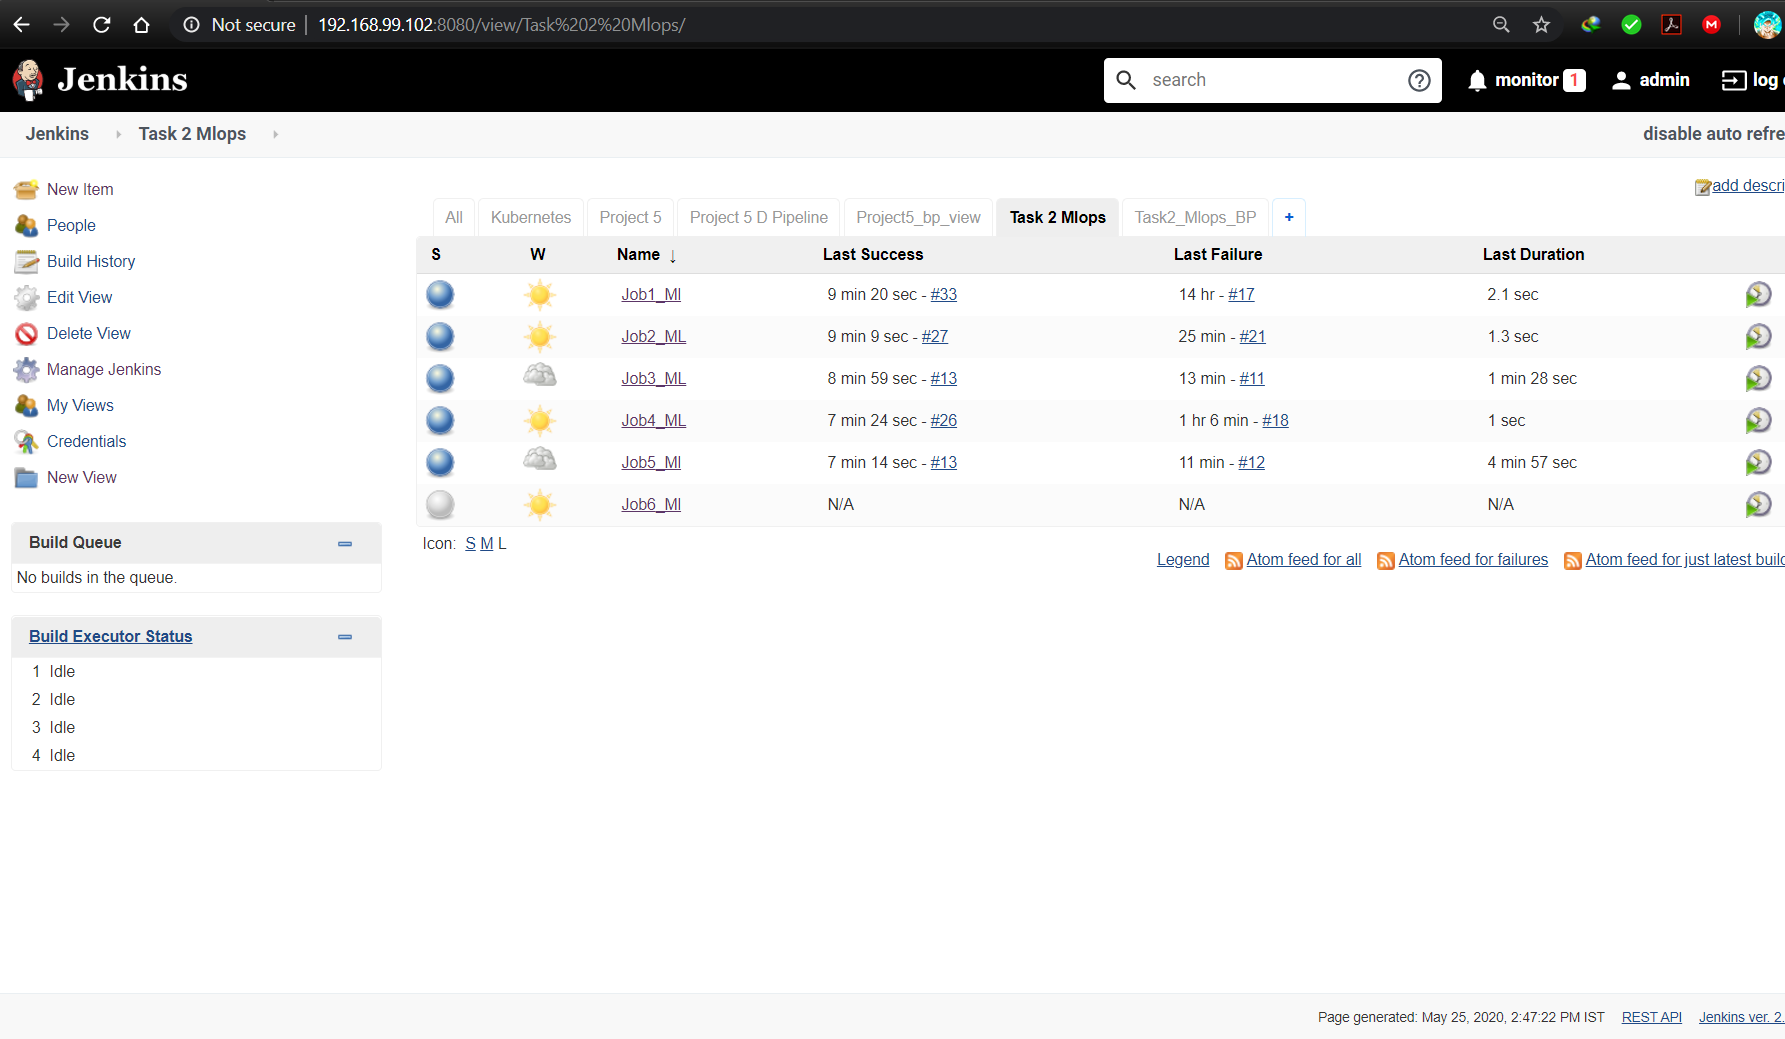 Not secure | 192.168.99.102:8080/view/Task%202%20Mlops/
Jenkins
search
monitor 1
admin
log
Jenkins
Task 2 Mlops
disable auto refre
New Item
People
Build History
Edit View
Delete View
Manage Jenkins
My Views
Credentials
New View
add descri
All Kubernetes Project 5 Project 5 D Pipeline Project5_bp_view Task 2 Mlops Task2_Mlops_BP +
S W Name ↓ Last Success Last Failure Last Duration
Job1_Ml 9 min 20 sec - #33 14 hr - #17 2.1 sec
Job2_ML 9 min 9 sec - #27 25 min - #21 1.3 sec
Job3_ML 8 min 59 sec - #13 13 min - #11 1 min 28 sec
Job4_ML 7 min 24 sec - #26 1 hr 6 min - #18 1 sec
Job5_Ml 7 min 14 sec - #13 11 min - #12 4 min 57 sec
Job6_Ml N/A N/A N/A
Icon: S M L
Legend Atom feed for all Atom feed for failures Atom feed for just latest build
Build Queue
No builds in the queue.
Build Executor Status
1 Idle
2 Idle
3 Idle
4 Idle
Page generated: May 25, 2020, 2:47:22 PM IST REST API Jenkins ver. 2.